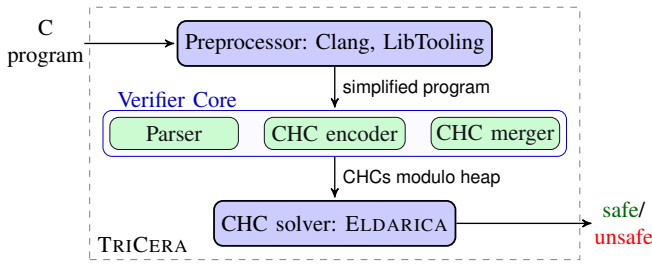 C
program
Preprocessor: Clang, LibTooling
simplified program
Verifier Core
Parser
CHC encoder
CHC merger
CHCs modulo heap
CHC solver: ELDARICA
safe/
unsafe
TRICERA